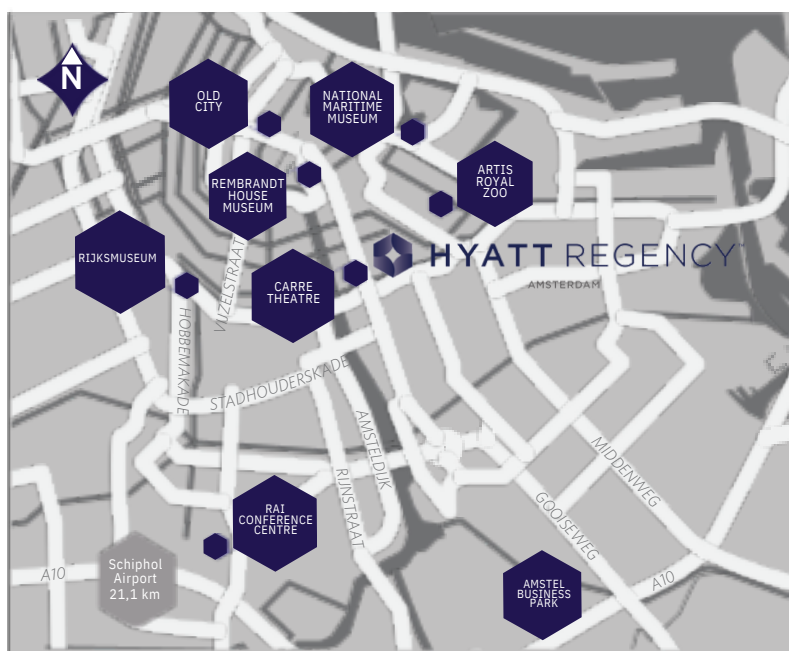 N
OLD
CITY
NATIONAL
MARITIME
MUSEUM
REMBRANDT
HOUSE
MUSEUM
ARTIS
ROYAL
ZOO
RIJKSMUSEUM
CARRE
THEATRE
HYATT REGENCY™
AMSTERDAM
VIJZELSTRAAT
HOBBEMAKADE
STADHOUDERSKADE
AMSTELDIJK
RIJNSTRAAT
MIDDENWEG
GOOISEWEG
RAI
CONFERENCE
CENTRE
Schiphol
Airport
21,1 km
A10
AMSTEL
BUSINESS
PARK
A10